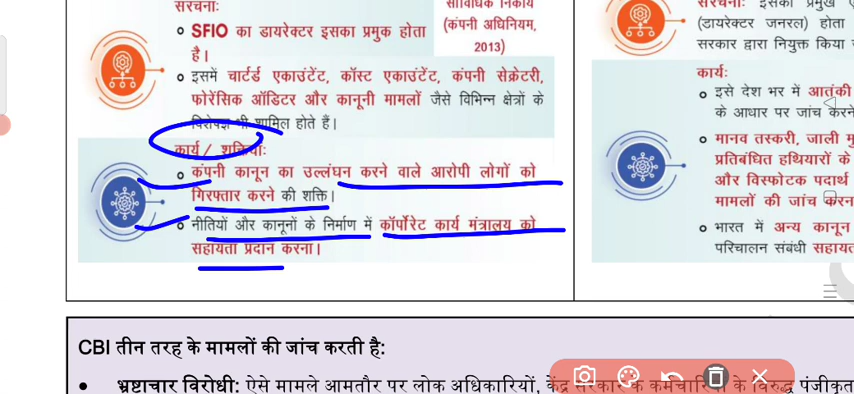 संरचना:
SFIO का डायरेक्टर इसका प्रमुक होता
है।
इसमें चार्टर्ड एकाउंटेंट, कॉस्ट एकाउंटेंट, कंपनी सेक्रेटरी,
फोरेंसिक ऑडिटर और कानूनी मामलों जैसे विभिन्न क्षेत्रों के
विशेषज्ञ भी शामिल होते हैं।
सांविधिक निकाय
(कंपनी अधिनियम,
2013)
कार्य/ शक्तियां:
कंपनी कानून का उल्लंघन करने वाले आरोपी लोगों को
गिरफ्तार करने की शक्ति।
नीतियों और कानूनों के निर्माण में कॉर्पोरेट कार्य मंत्रालय को
सहायता प्रदान करना।
संरचना: इसका प्रमुख
(डायरेक्टर जनरल) होता
सरकार द्वारा नियुक्त किया
कार्य:
इसे देश भर में आतंकी
के आधार पर जांच करने
मानव तस्करी, जाली
प्रतिबंधित हथियारों के
और विस्फोटक पदार्थ
मामलों की जांच करन
भारत में अन्य कानून
परिचालन संबंधी सहायत
CBI तीन तरह के मामलों की जांच करती है:
भ्रष्टाचार विरोधी: ऐसे मामले आमतौर पर लोक अधिकारियों, केंद्र सरकार के कर्मचारियों के विरुद्ध पंजीकृत